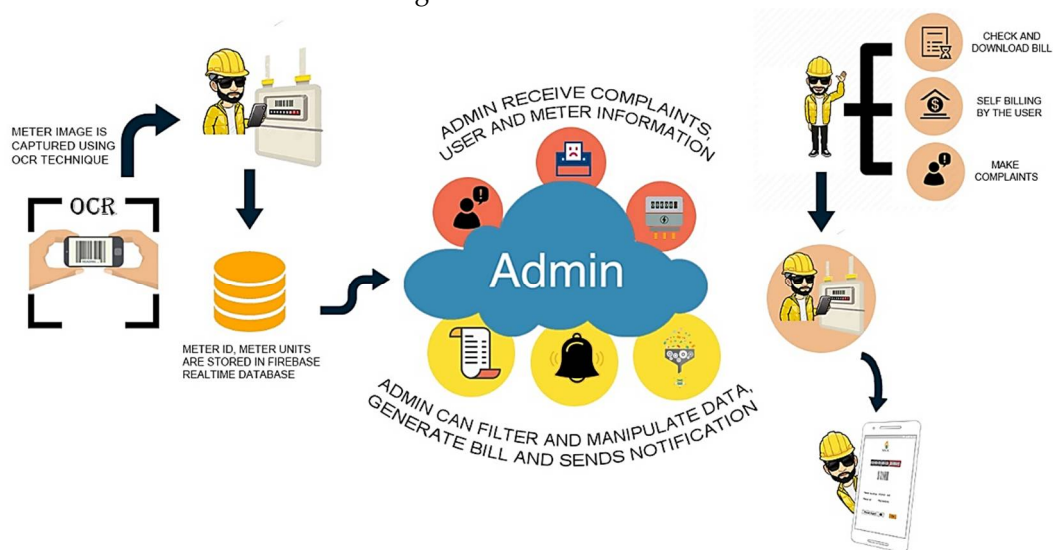 METER IMAGE IS
CAPTURED USING
OCR TECHNIQUE
OCR
METER ID, METER UNITS
ARE STORED IN FIREBASE
REALTIME DATABASE
ADMIN RECEIVE COMPLAINTS,
USER AND METER INFORMATION
Admin
ADMIN CAN FILTER AND MANIPULATE DATA,
GENERATE BILL AND SENDS NOTIFICATION
CHECK AND
DOWNLOAD BILL
SELF BILLING
BY THE USER
MAKE
COMPLAINTS